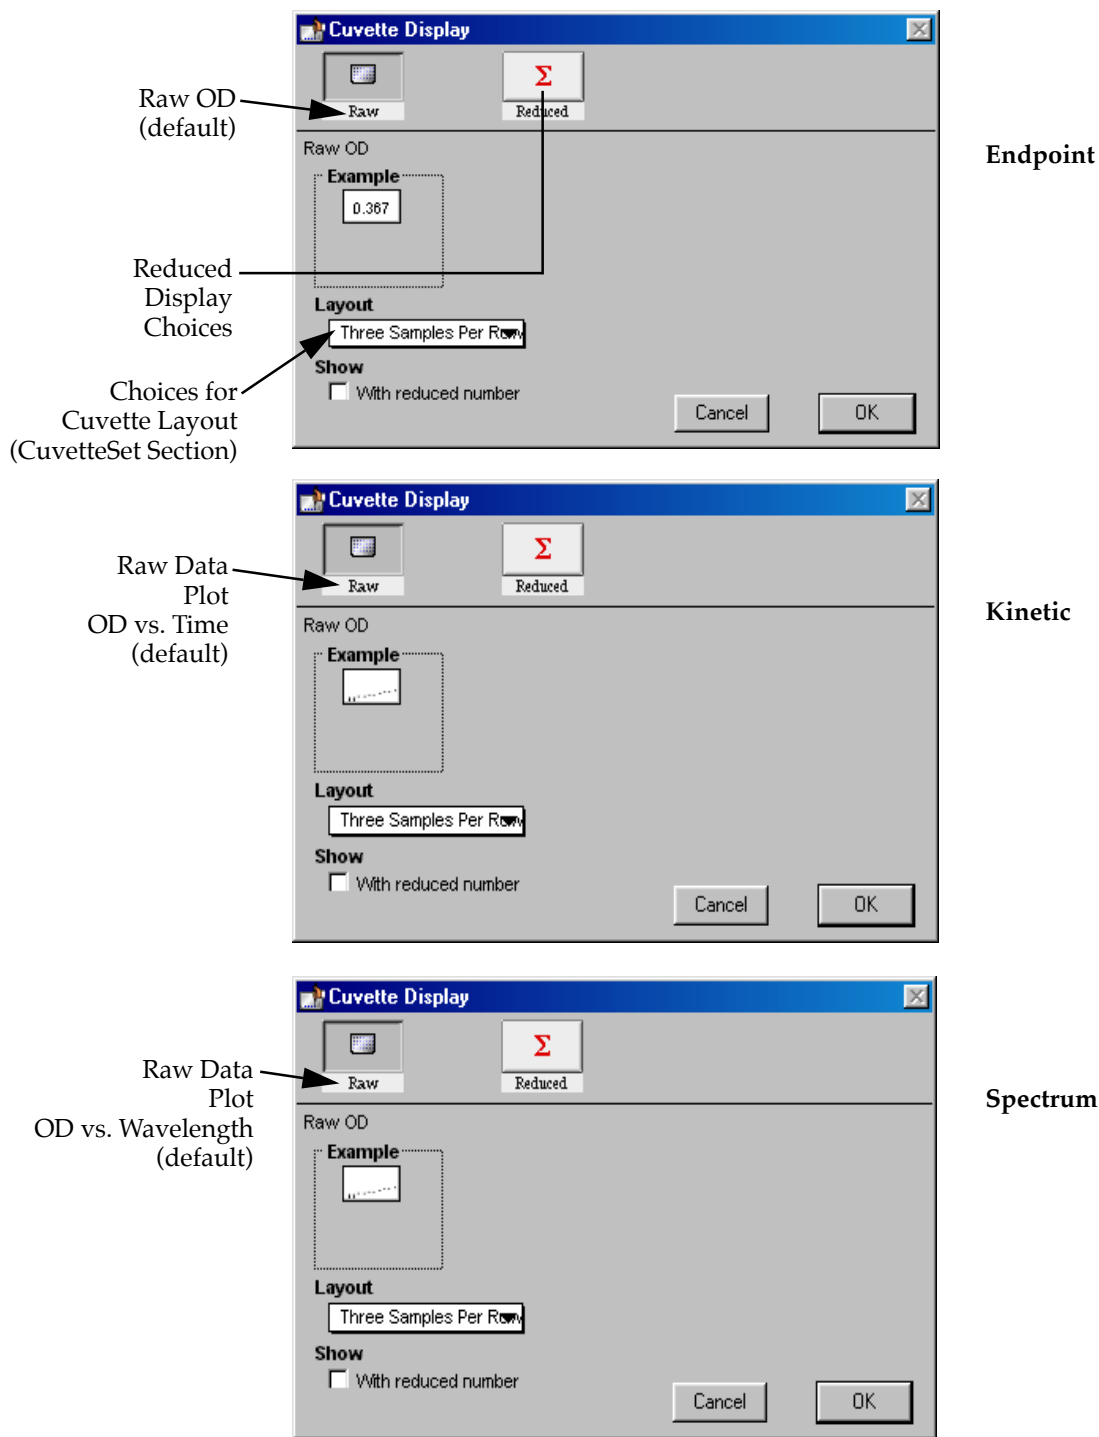 Cuvette Display
Raw
Σ
Reduced
Raw OD
(default)
Raw OD
Example
0.367
Endpoint
Reduced
Display
Choices
Layout
Three Samples Per Row
Show
With reduced number
Choices for
Cuvette Layout
(CuvetteSet Section)
Cancel
OK
Cuvette Display
Raw
Σ
Reduced
Raw Data
Plot
OD vs. Time
(default)
Raw OD
Example
Kinetic
Layout
Three Samples Per Row
Show
With reduced number
Cancel
OK
Cuvette Display
Raw
Σ
Reduced
Raw Data
Plot
OD vs. Wavelength
(default)
Raw OD
Example
Spectrum
Layout
Three Samples Per Row
Show
With reduced number
Cancel
OK